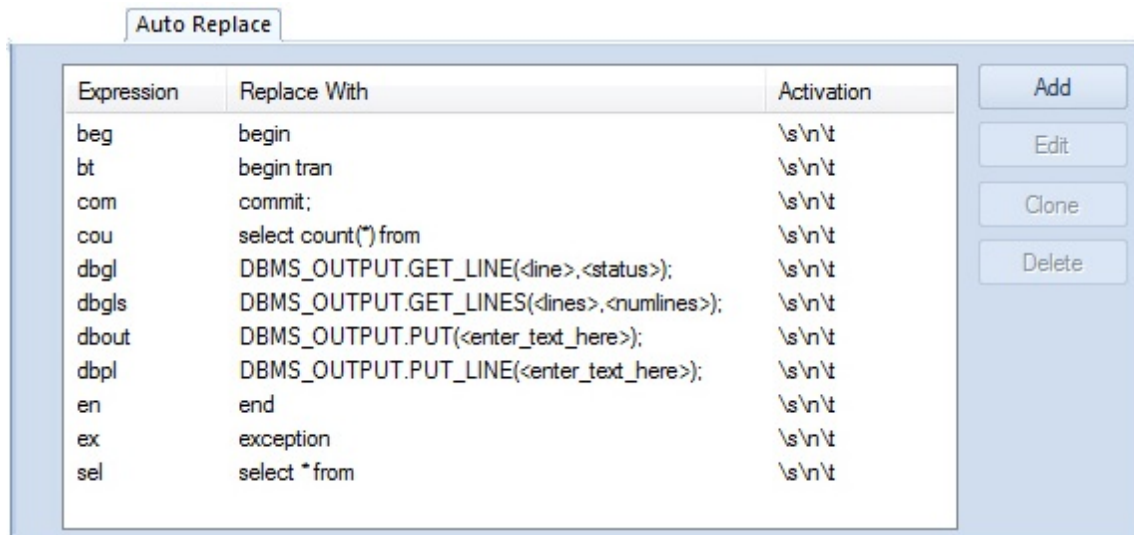 Auto Replace
Expression Replace With Activation
beg begin \s\n\t
bt begin tran \s\n\t
com commit; \s\n\t
cou select count(*) from \s\n\t
dbgl DBMS_OUTPUT.GET_LINE(<line>,<status>); \s\n\t
dbgls DBMS_OUTPUT.GET_LINES(<lines>,<numlines>); \s\n\t
dbout DBMS_OUTPUT.PUT(<enter_text_here>); \s\n\t
dbpl DBMS_OUTPUT.PUT_LINE(<enter_text_here>); \s\n\t
en end \s\n\t
ex exception \s\n\t
sel select * from \s\n\t
Add
Edit
Clone
Delete